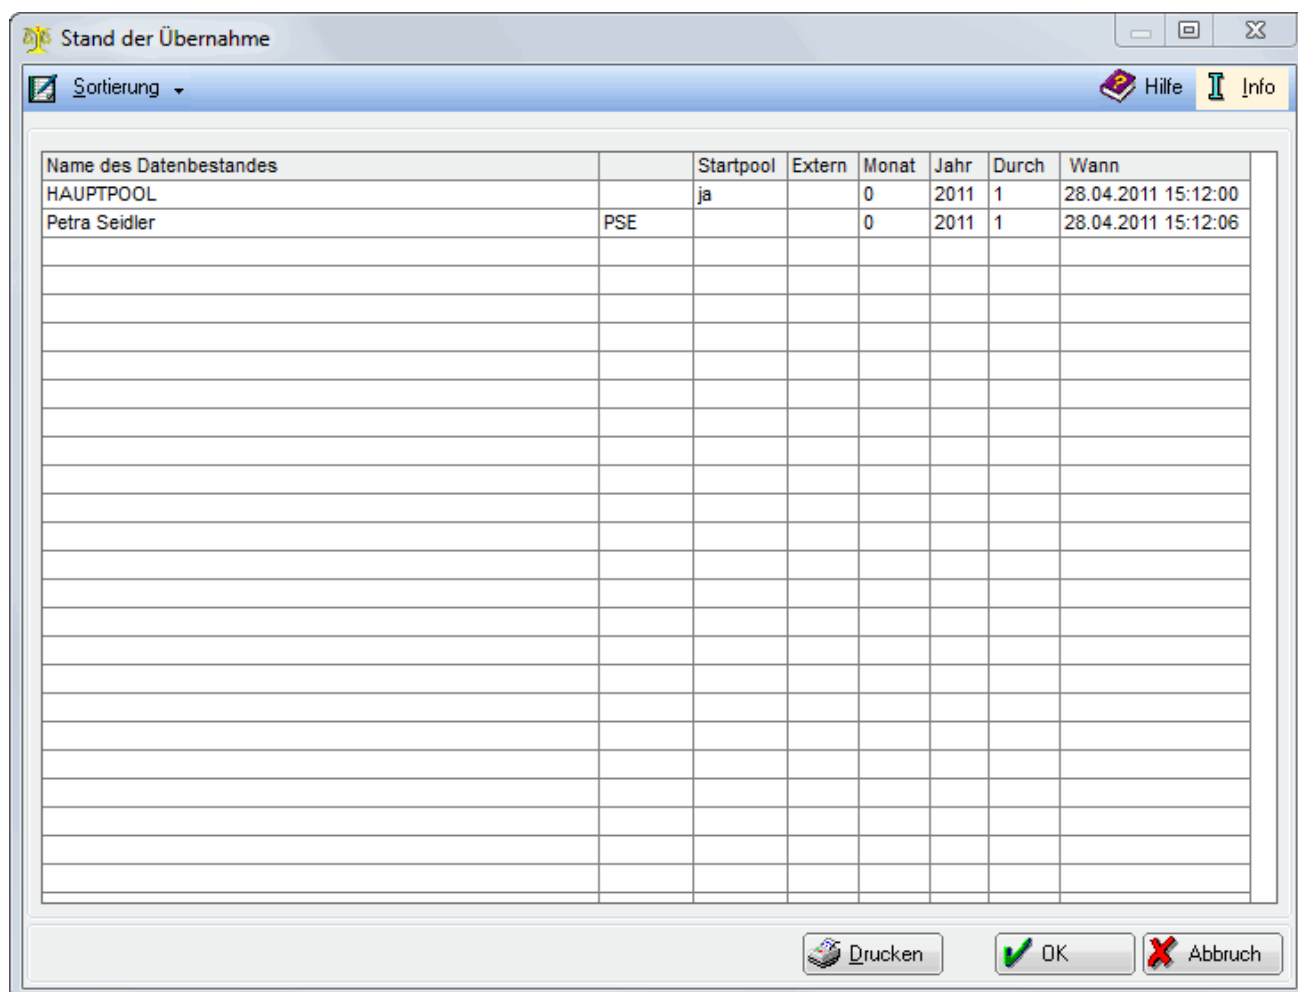 Stand der Übernahme
Sortierung Hilfe Info
Name des Datenbestandes Startpool Extern Monat Jahr Durch Wann
HAUPTPOOL ja 0 2011 1 28.04.2011 15:12:00
Petra Seidler PSE 0 2011 1 28.04.2011 15:12:06
Drucken OK Abbruch